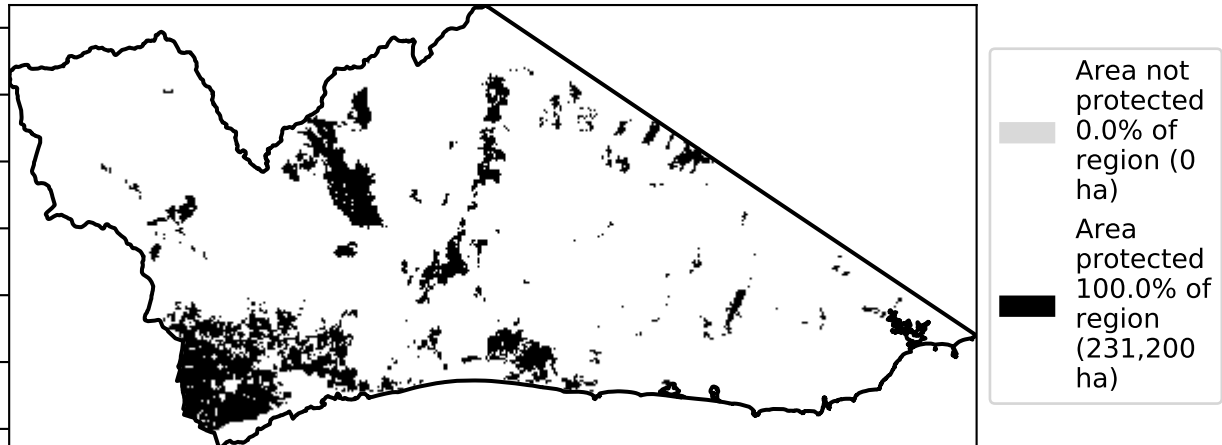 Area not
protected
0.0% of
region (0
ha)
Area
protected
100.0% of
region
(231,200
ha)